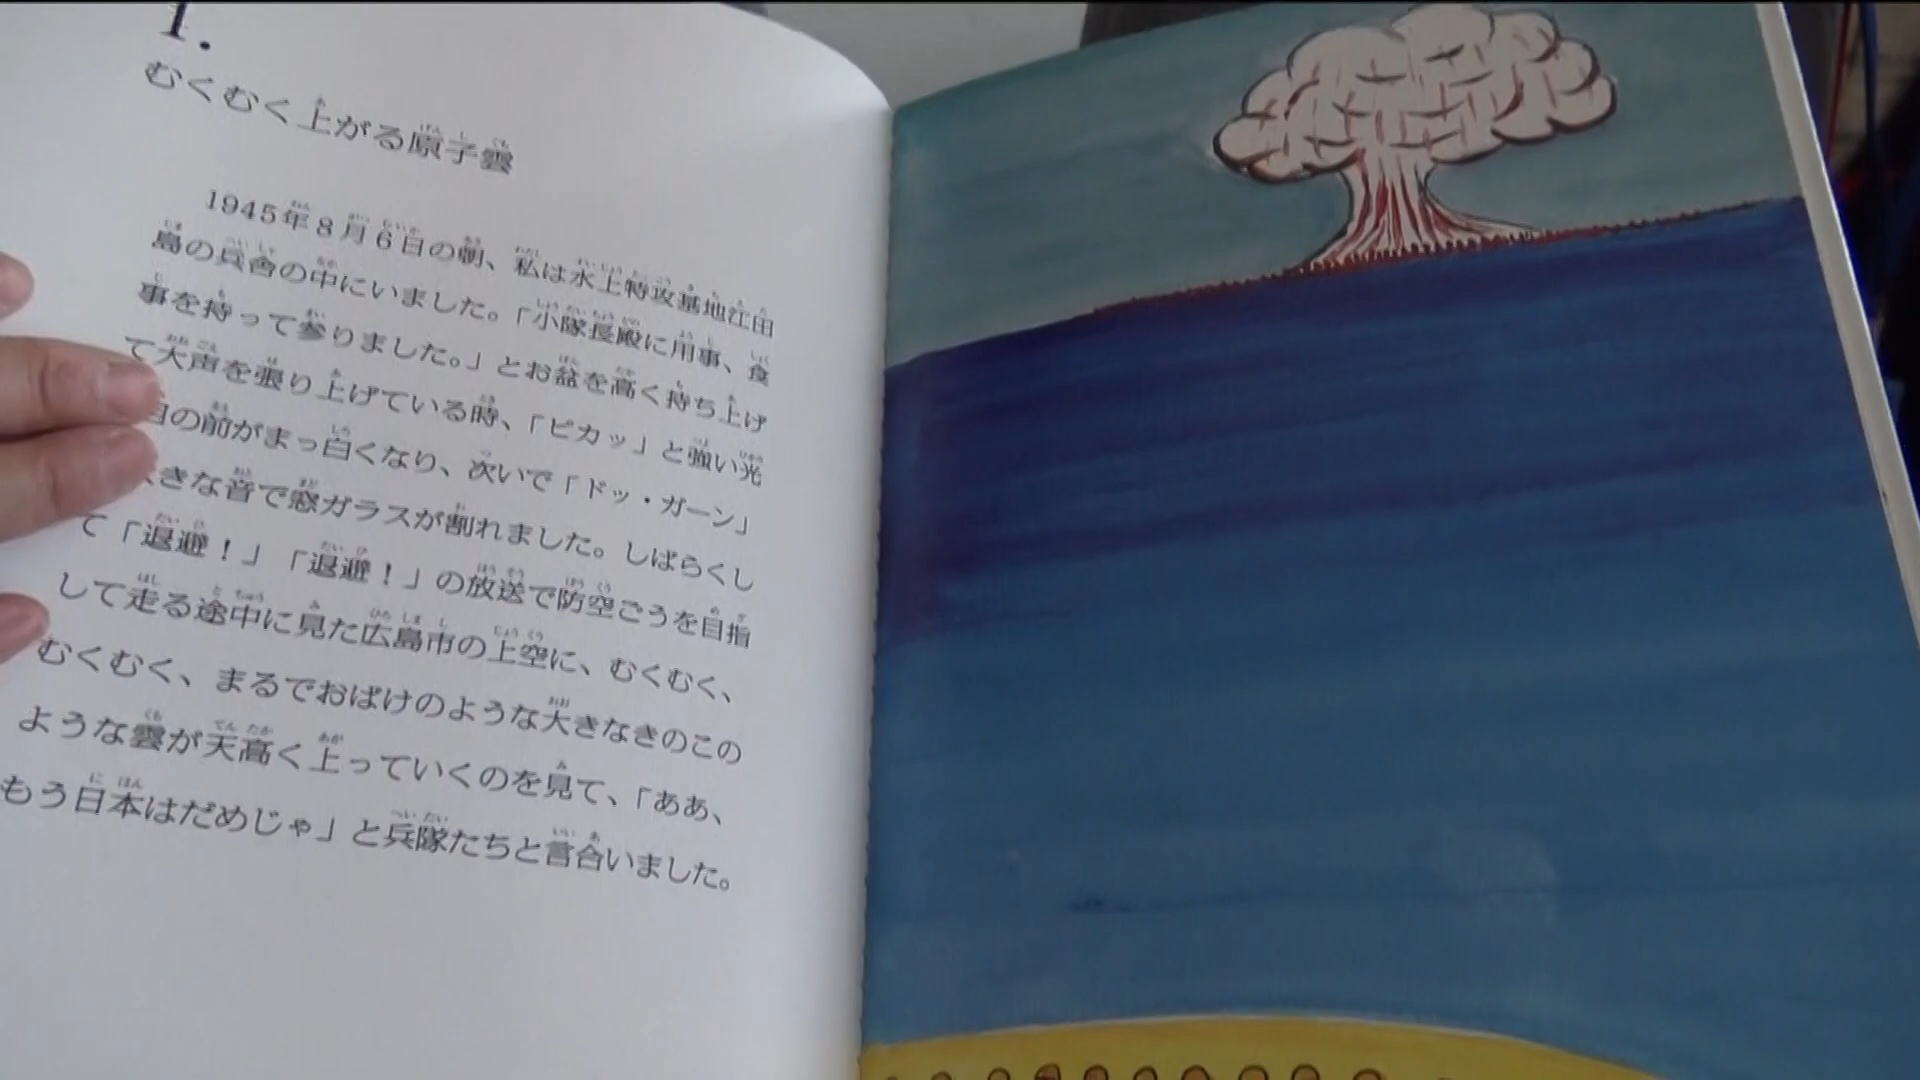 1.
むくむく上がる原子雲
1945年8月6日の朝、私は水上特攻基地江田
島の兵舎の中にいました。「小隊長殿に用事、食
事を持って参りました。」とお盆を高く持ち上げ
て大声を張り上げている時、「ピカッ」と強い光
目の前がまっ白くなり、次いで「ドッ・ガーン」
きな音で窓ガラスが割れました。しばらくし
て「退避！」「退避！」の放送で防空ごうを目指
して走る途中に見た広島市の上空に、むくむく、
むくむく、まるでおばけのような大きなきのこの
ような雲が天高く上っていくのを見て、「ああ、
もう日本はだめじゃ」と兵隊たちと言合いました。